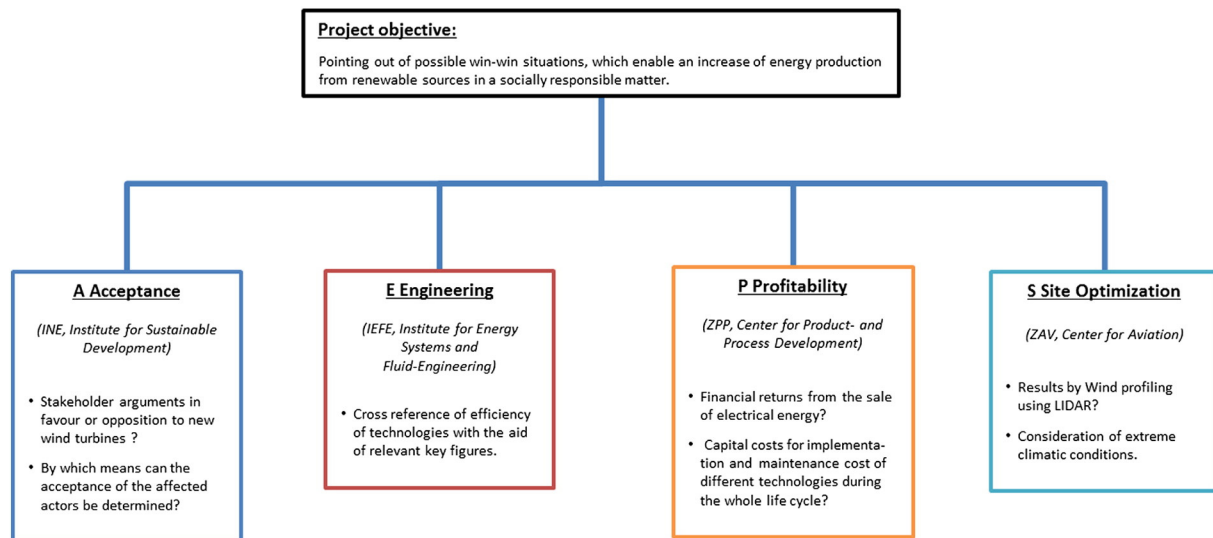 Project objective:
Pointing out of possible win-win situations, which enable an increase of energy production
from renewable sources in a socially responsible matter.
A Acceptance
(INE, Institute for Sustainable
Development)
• Stakeholder arguments in
favour or opposition to new
wind turbines ?
• By which means can the
acceptance of the affected
actors be determined?
E Engineering
(IEFE, Institute for Energy
Systems and
Fluid-Engineering)
• Cross reference of efficiency
of technologies with the aid
of relevant key figures.
P Profitability
(ZPP, Center for Product- and
Process Development)
• Financial returns from the sale
of electrical energy?
• Capital costs for implementa-
tion and maintenance cost of
different technologies during
the whole life cycle?
S Site Optimization
(ZAV, Center for Aviation)
• Results by Wind profiling
using LIDAR?
• Consideration of extreme
climatic conditions.